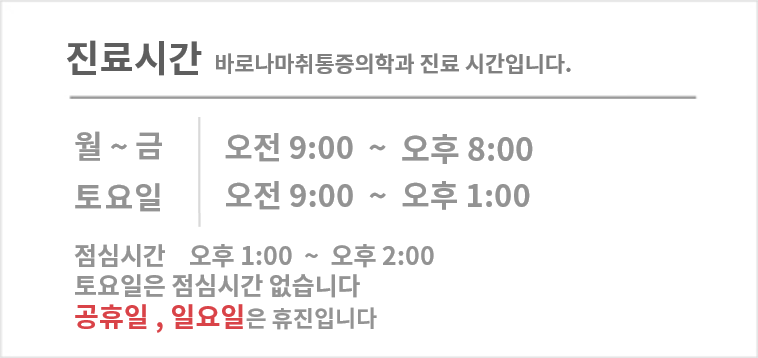 진료시간 바로나마취통증의학과 진료 시간입니다.
월 ~ 금 오전 9:00 ~ 오후 8:00
토요일 오전 9:00 ~ 오후 1:00
점심시간 오후 1:00 ~ 오후 2:00
토요일은 점심시간 없습니다
공휴일 , 일요일은 휴진입니다